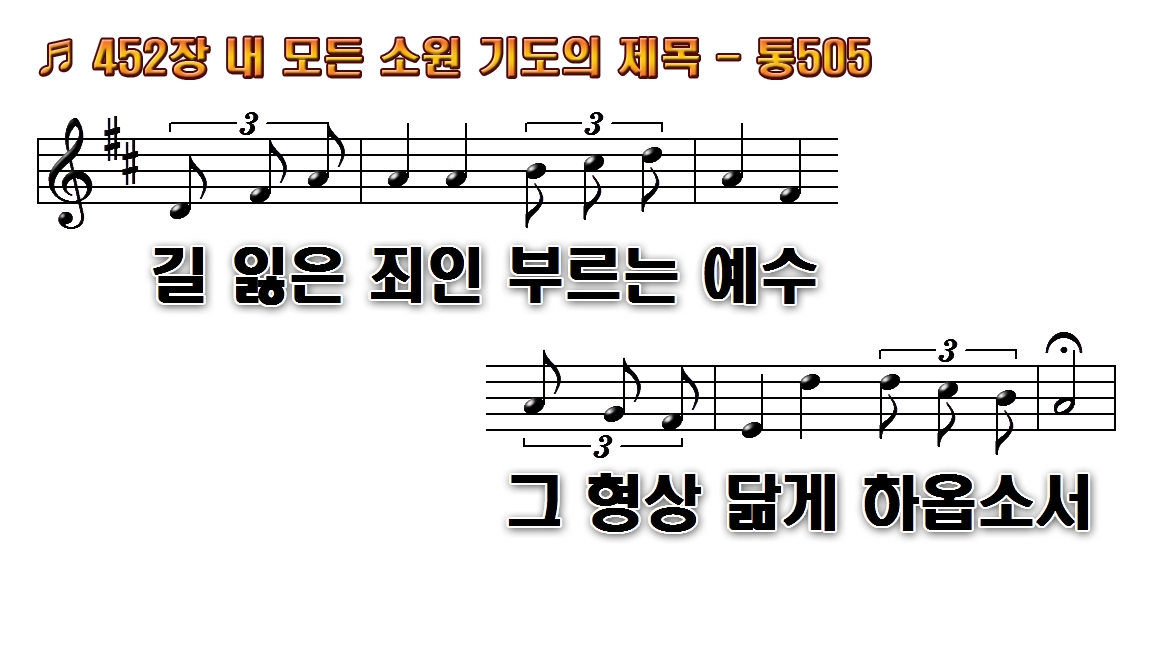 ♬ 452장 내 모든 소원 기도의 제목 - 통505
3 3
길 잃은 죄인 부르는 예수
3
3
그 형상 닮게 하옵소서